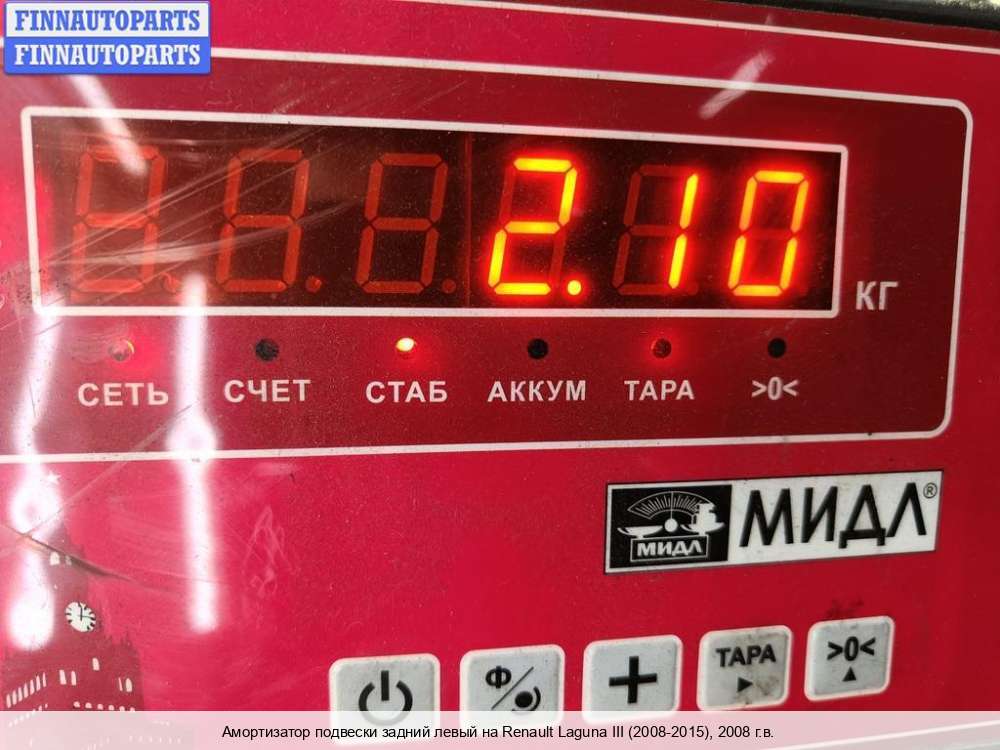 FINNAUTOPARTS
FINNAUTOPARTS
2.10
КГ
СЕТЬ СЧЕТ СТАБ АККУМ ТАРА >0<
МИДЛ МИДЛ®
Ф ТАРА >0<
+
Амортизатор подвески задний левый на Renault Laguna III (2008-2015), 2008 г.в.